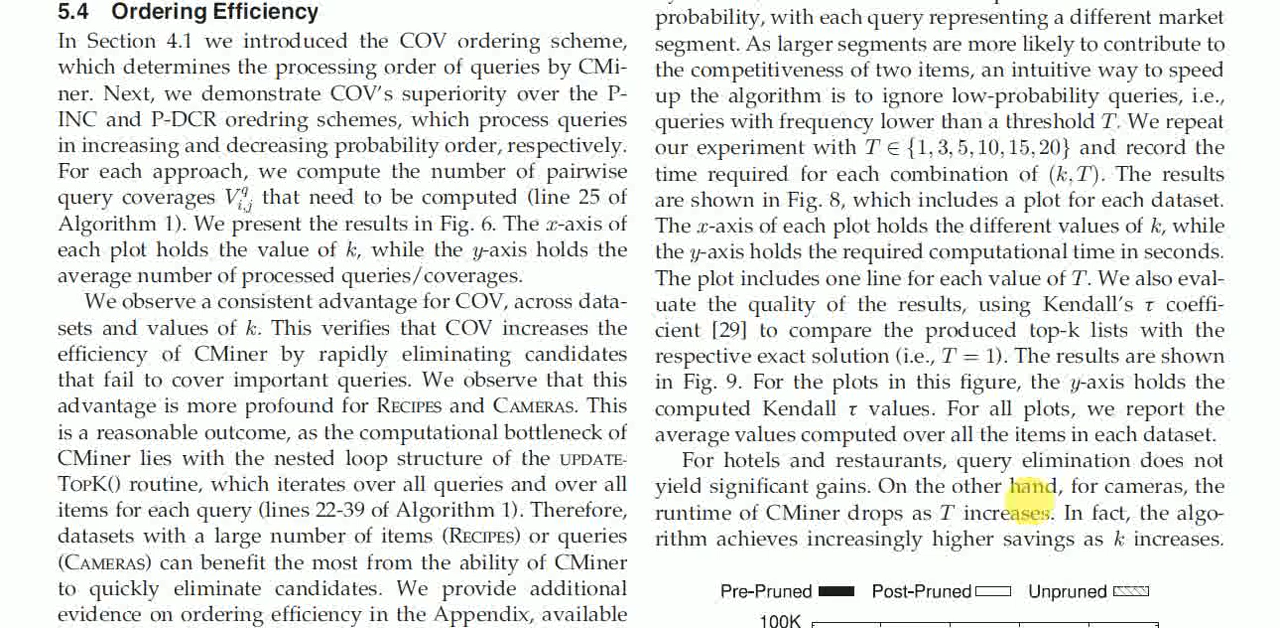 5.4 Ordering Efficiency
In Section 4.1 we introduced the COV ordering scheme,
which determines the processing order of queries by CMi-
ner. Next, we demonstrate COV's superiority over the P-
INC and P-DCR oredring schemes, which process queries
in increasing and decreasing probability order, respectively.
For each approach, we compute the number of pairwise
query coverages V^q_{i,j} that need to be computed (line 25 of
Algorithm 1). We present the results in Fig. 6. The x-axis of
each plot holds the value of k, while the y-axis holds the
average number of processed queries/coverages.
We observe a consistent advantage for COV, across data-
sets and values of k. This verifies that COV increases the
efficiency of CMiner by rapidly eliminating candidates
that fail to cover important queries. We observe that this
advantage is more profound for RECIPES and CAMERAS. This
is a reasonable outcome, as the computational bottleneck of
CMiner lies with the nested loop structure of the UPDATE-
TOPK() routine, which iterates over all queries and over all
items for each query (lines 22-39 of Algorithm 1). Therefore,
datasets with a large number of items (RECIPES) or queries
(CAMERAS) can benefit the most from the ability of CMiner
to quickly eliminate candidates. We provide additional
evidence on ordering efficiency in the Appendix, available
probability, with each query representing a different market
segment. As larger segments are more likely to contribute to
the competitiveness of two items, an intuitive way to speed
up the algorithm is to ignore low-probability queries, i.e.,
queries with frequency lower than a threshold T. We repeat
our experiment with T ∈ {1, 3, 5, 10, 15, 20} and record the
time required for each combination of (k, T). The results
are shown in Fig. 8, which includes a plot for each dataset.
The x-axis of each plot holds the different values of k, while
the y-axis holds the required computational time in seconds.
The plot includes one line for each value of T. We also eval-
uate the quality of the results, using Kendall's τ coeffi-
cient [29] to compare the produced top-k lists with the
respective exact solution (i.e., T = 1). The results are shown
in Fig. 9. For the plots in this figure, the y-axis holds the
computed Kendall τ values. For all plots, we report the
average values computed over all the items in each dataset.
For hotels and restaurants, query elimination does not
yield significant gains. On the other hand, for cameras, the
runtime of CMiner drops as T increases. In fact, the algo-
rithm achieves increasingly higher savings as k increases.
Pre-Pruned Post-Pruned Unpruned
100K